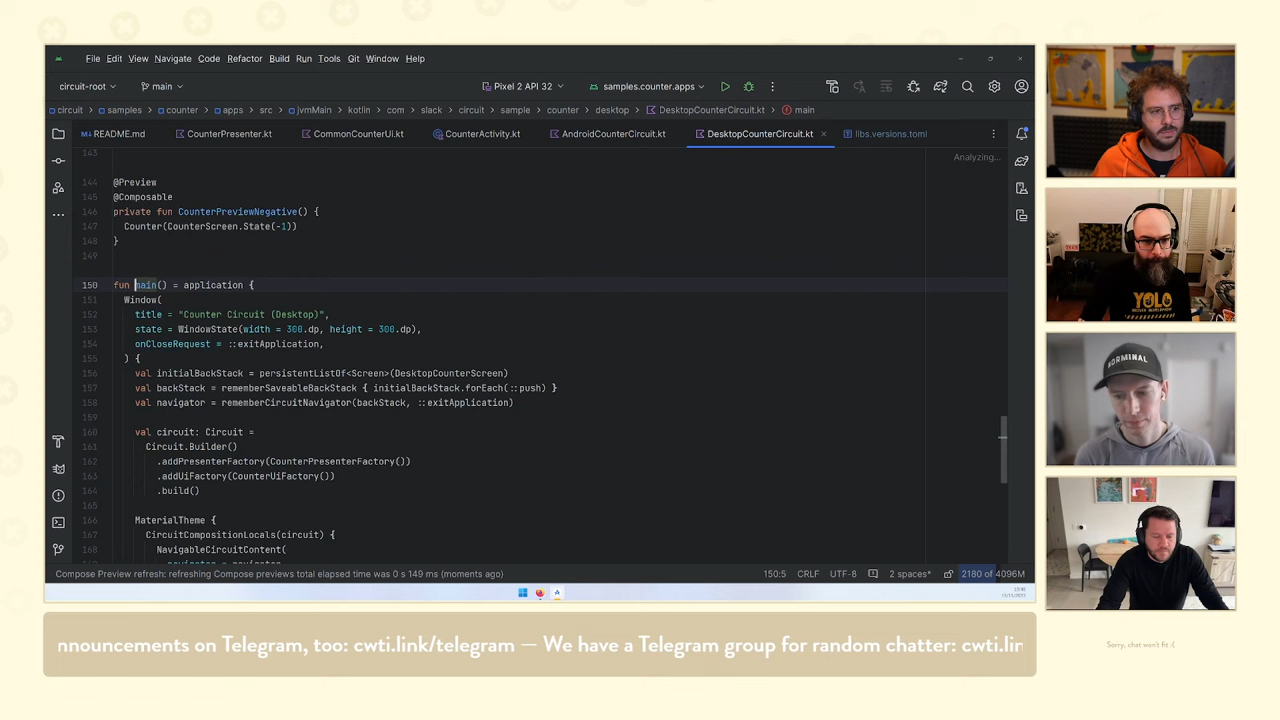 File Edit View Navigate Code Refactor Build Run Tools Git Window Help
circuit-root main Pixel 2 API 32 samples.counter.apps
circuit samples counter apps src jvmMain kotlin com slack circuit sample counter desktop DesktopCounterCircuit.kt main
README.md CounterPresenter.kt CommonCounterUi.kt CounterActivity.kt AndroidCounterCircuit.kt DesktopCounterCircuit.kt libs.versions.toml
143
Analyzing...
144 @Preview
145 @Composable
146 private fun CounterPreviewNegative() {
147 Counter(CounterScreen.State(-1))
148 }
149
150 fun main() = application {
151 Window(
152 title = "Counter Circuit (Desktop)",
153 state = WindowState(width = 300.dp, height = 300.dp),
154 onCloseRequest = ::exitApplication,
155 ) {
156 val initialBackStack = persistentListOf<Screen>(DesktopCounterScreen)
157 val backStack = rememberSaveableBackStack { initialBackStack.forEach(::push) }
158 val navigator = rememberCircuitNavigator(backStack, ::exitApplication)
159
160 val circuit: Circuit =
161 Circuit.Builder()
162 .addPresenterFactory(CounterPresenterFactory())
163 .addUiFactory(CounterUiFactory())
164 .build()
165
166 MaterialTheme {
167 CircuitCompositionLocals(circuit) {
168 NavigableCircuitContent(
Compose Preview refresh: refreshing Compose previews total elapsed time was 0 s 149 ms (moments ago) 150:5 CRLF UTF-8 2 spaces* 2180 of 4096M
NORMINAL
YOLO
nnouncements on Telegram, too: cwti.link/telegram — We have a Telegram group for random chatter: cwti.lin
Sorry, chat won't fit :(